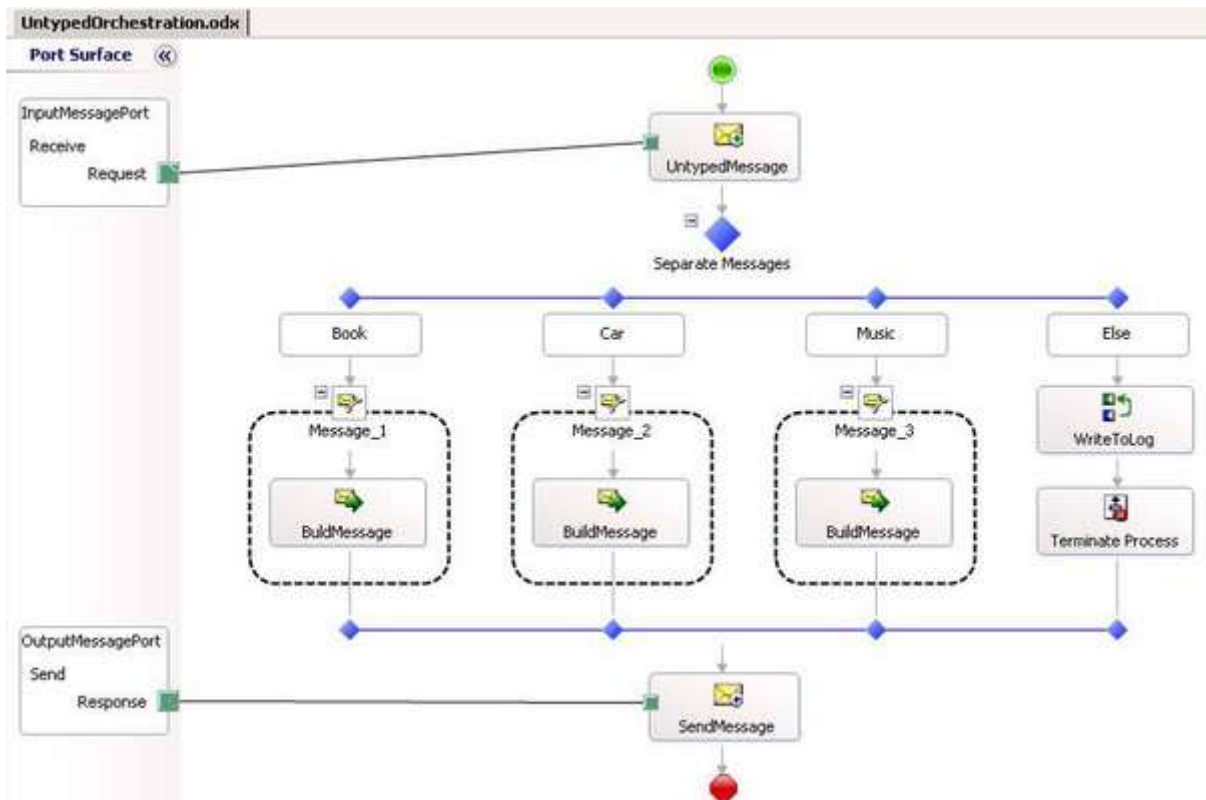 UntypedOrchestration.odx
Port Surface
InputMessagePort
Receive
Request
UntypedMessage
Separate Messages
Book
Car
Music
Else
Message_1
Message_2
Message_3
WriteToLog
BuldMessage
BuildMessage
BuildMessage
Terminate Process
OutputMessagePort
Send
Response
SendMessage